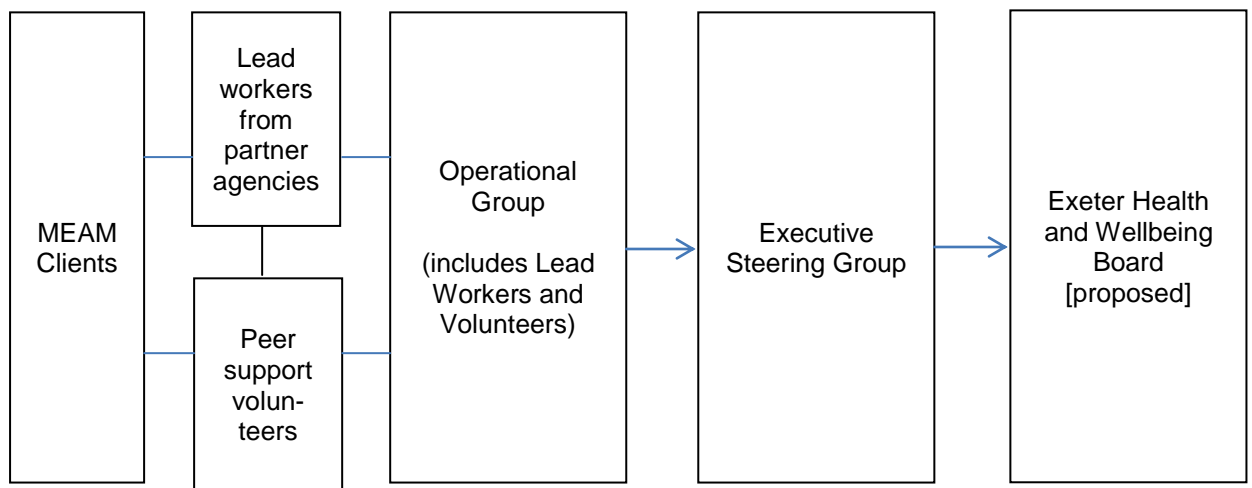 MEAM
Clients
Lead
workers
from
partner
agencies
Peer
support
volun-
teers
Operational
Group
(includes Lead
Workers and
Volunteers)
Executive
Steering Group
Exeter Health
and Wellbeing
Board
[proposed]